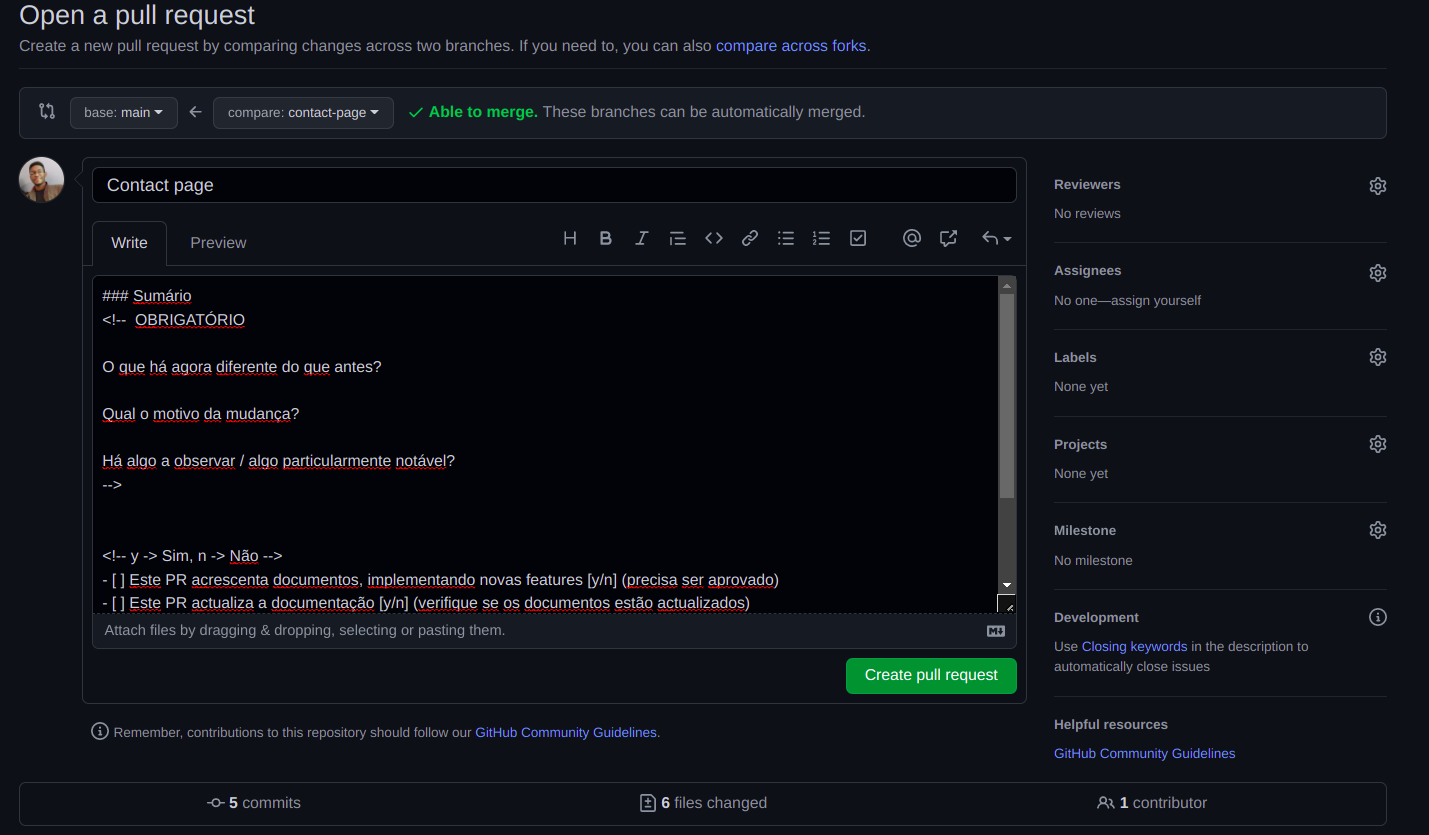 Open a pull request
Create a new pull request by comparing changes across two branches. If you need to, you can also compare across forks.
base: main
compare: contact-page
Able to merge. These branches can be automatically merged.
Contact page
Write
Preview
### Sumário
<!--  OBRIGATÓRIO
O que há agora diferente do que antes?
Qual o motivo da mudança?
Há algo a observar / algo particularmente notável?
-->
<!-- y -> Sim, n -> Não -->
- [ ] Este PR acrescenta documentos, implementando novas features [y/n] (precisa ser aprovado)
- [ ] Este PR actualiza a documentação [y/n] (verifique se os documentos estão actualizados)
Attach files by dragging & dropping, selecting or pasting them.
Create pull request
Remember, contributions to this repository should follow our GitHub Community Guidelines.
Reviewers
No reviews
Assignees
No one—assign yourself
Labels
None yet
Projects
None yet
Milestone
No milestone
Development
Use Closing keywords in the description to
automatically close issues
Helpful resources
GitHub Community Guidelines
5 commits
6 files changed
1 contributor